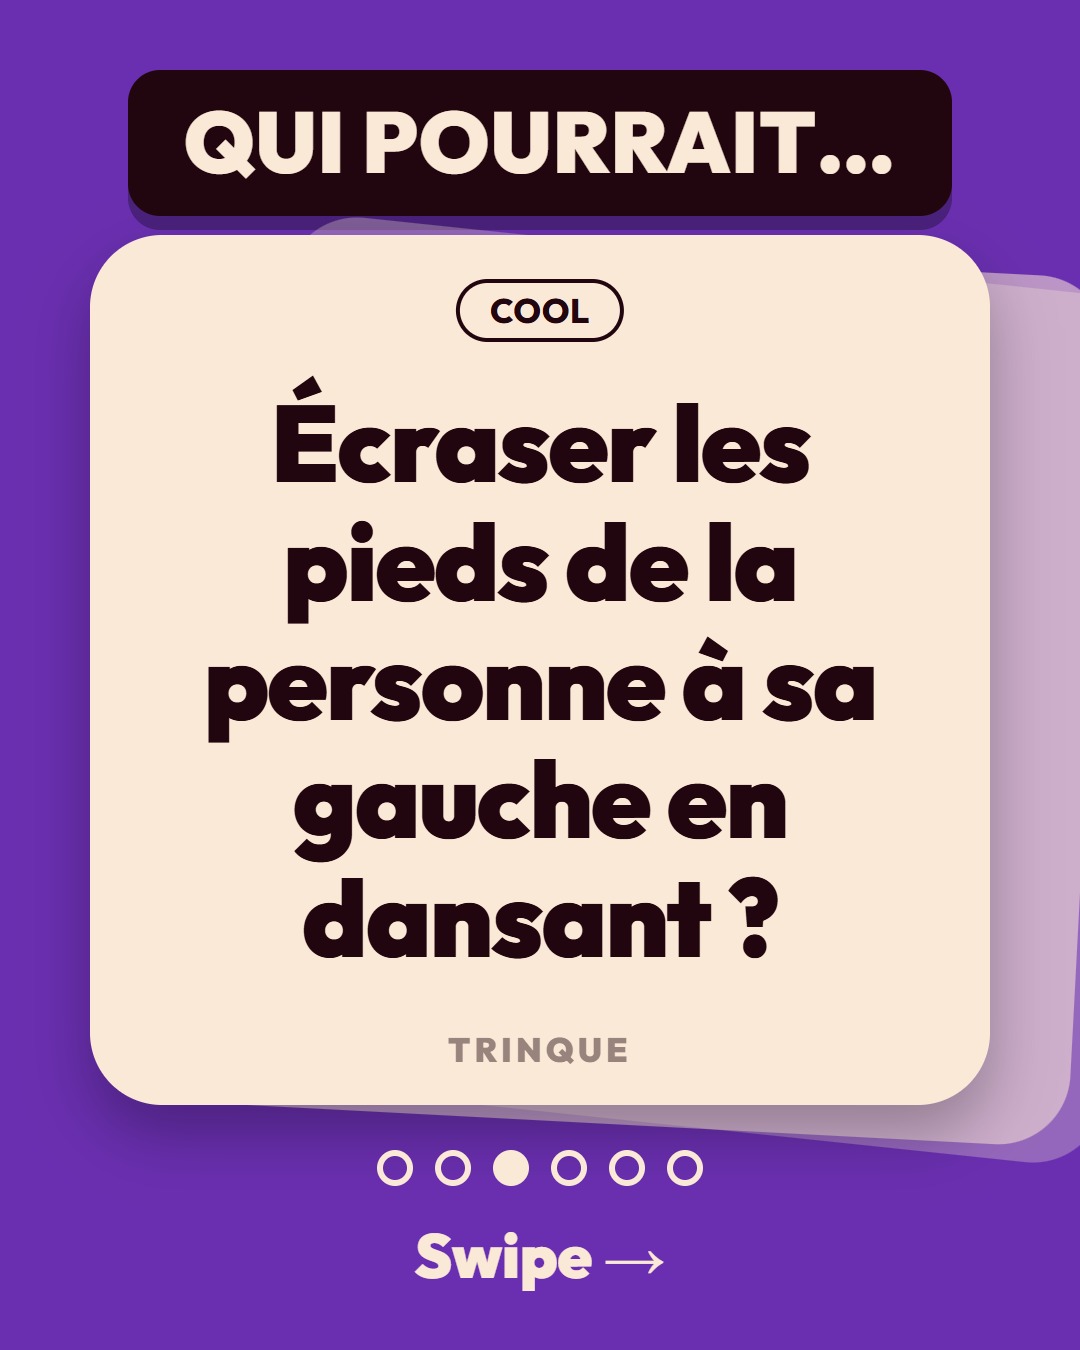 QUI POURRAIT...
COOL
Écraser les
pieds de la
personne à sa
gauche en
dansant ?
TRINQUE
Swipe →